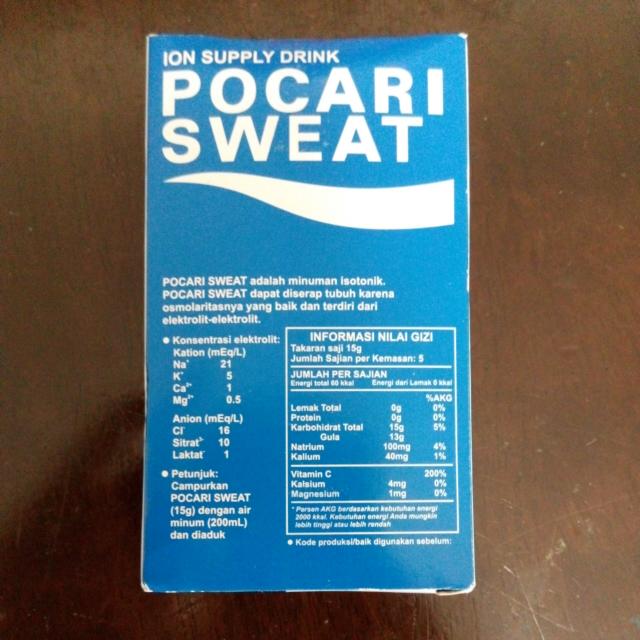 ION SUPPLY DRINK
POCARI
SWEAT
POCARI SWEAT adalah minuman isotonik.
POCARI SWEAT dapat diserap tubuh karena
osmolaritasnya yang baik dan terdiri dari
elektrolit-elektrolit.
● Konsentrasi elektrolit:
Kation (mEq/L)
Na⁺ 21
K⁺ 5
Ca²⁺ 1
Mg²⁺ 0.5
Anion (mEq/L)
Cl⁻ 16
Sitrat³⁻ 10
Laktat⁻ 1
● Petunjuk:
Campurkan
POCARI SWEAT
(15g) dengan air
minum (200mL)
dan diaduk
INFORMASI NILAI GIZI
Takaran saji 15g
Jumlah Sajian per Kemasan: 5
JUMLAH PER SAJIAN
Energi total 60 kkal Energi dari Lemak 0 kkal
%AKG
Lemak Total 0g 0%
Protein 0g 0%
Karbohidrat Total 15g 5%
Gula 13g
Natrium 100mg 4%
Kalium 40mg 1%
Vitamin C 200%
Kalsium 4mg 0%
Magnesium 1mg 0%
* Persen AKG berdasarkan kebutuhan energi
2000 kkal. Kebutuhan energi Anda mungkin
lebih tinggi atau lebih rendah
● Kode produksi/baik digunakan sebelum: